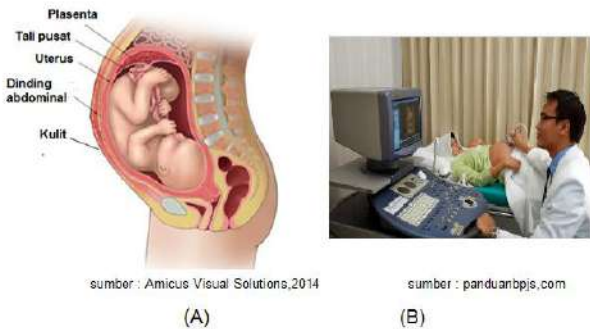 Plasenta
Tali pusat
Uterus
Dinding
abdominal
Kulit
sumber : Amicus Visual Solutions,2014
sumber : panduanbpjs,com
(A)
(B)